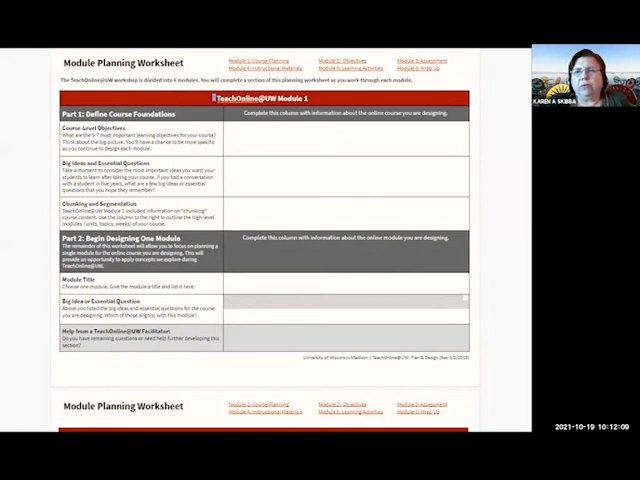 Module Planning Worksheet
Module 1: Course Planning
Module 2: Objectives
Module 3: Assessment
Module 4: Instructional Materials
Module 5: Learning Activities
Module 6: Wrap Up
The TeachOnline@UW workshop is divided into 6 modules. You will complete a section of this planning worksheet as you work through each module.
TeachOnline@UW Module 1
Part 1: Define Course Foundations
Complete this column with information about the online course you are designing.
Course-Level Objectives
What are the 5-7 most important learning objectives for your course?
Think about the big picture. You'll have a chance to be more specific
as you continue to design each module.
Big Ideas and Essential Questions
Take a moment to consider the most important ideas you want your
students to learn after taking your course. If you had a conversation
with a student in five years, what are a few big ideas or essential
questions that you hope they remember?
Chunking and Segmentation
TeachOnline@UW Module 1 included information on "chunking"
course content. Use the column to the right to outline the high-level
modules (units, topics, weeks) of your course.
Part 2: Begin Designing One Module
Complete this column with information about the online module you are designing.
The remainder of this worksheet will allow you to focus on planning a
single module for the online course you are designing. This will
provide an opportunity to apply concepts we explore during
TeachOnline@UW.
Module Title
Choose one module. Give the module a title and list it here.
Big Idea or Essential Question
Above you listed the big ideas and essential questions for the course
you are designing. Which of those align(s) with this module?
Help from a TeachOnline@UW Facilitator:
Do you have remaining questions or need help further developing this
section?
University of Wisconsin-Madison | TeachOnline@UW: Plan & Design (Rev 5/2/2019)
Module Planning Worksheet
Module 1: Course Planning
Module 2: Objectives
Module 3: Assessment
Module 4: Instructional Materials
Module 5: Learning Activities
Module 6: Wrap Up
KAREN A SKIBBA
2021-10-19 10:12:09